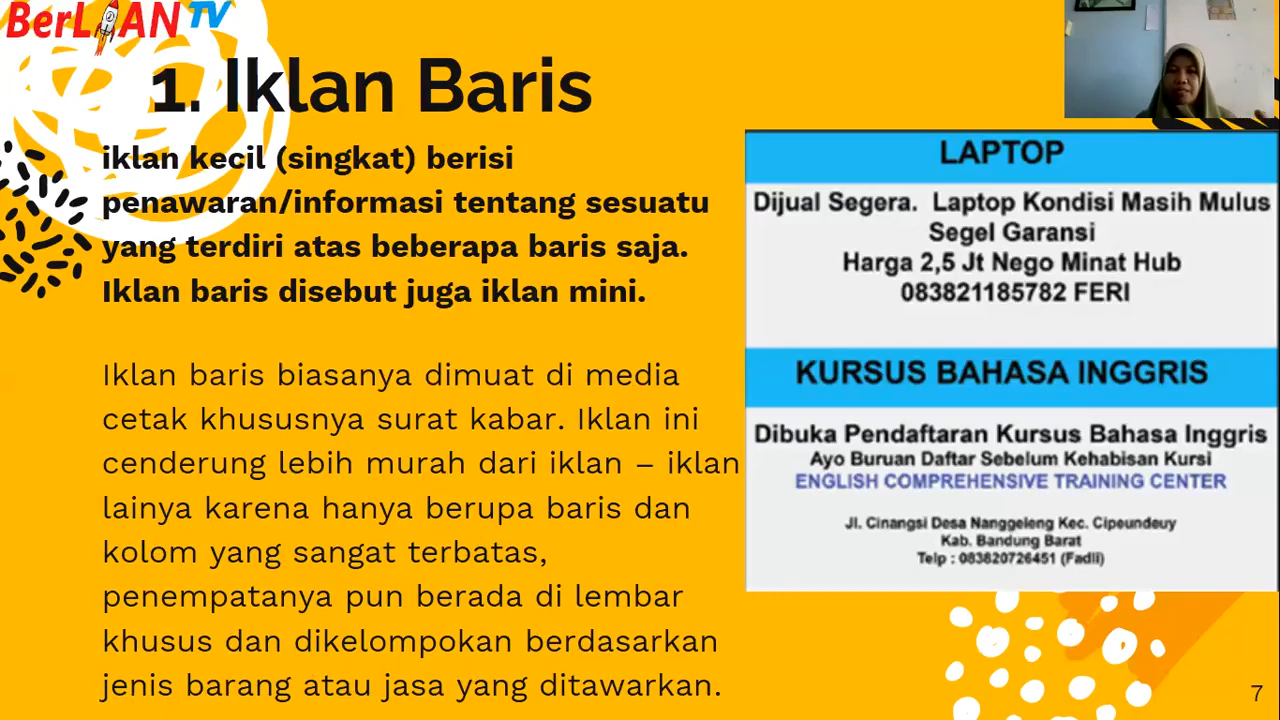 BerLIAN TV
1. Iklan Baris
iklan kecil (singkat) berisi
penawaran/informasi tentang sesuatu
yang terdiri atas beberapa baris saja.
Iklan baris disebut juga iklan mini.
Iklan baris biasanya dimuat di media
cetak khususnya surat kabar. Iklan ini
cenderung lebih murah dari iklan – iklan
lainya karena hanya berupa baris dan
kolom yang sangat terbatas,
penempatanya pun berada di lembar
khusus dan dikelompokan berdasarkan
jenis barang atau jasa yang ditawarkan.
LAPTOP
Dijual Segera. Laptop Kondisi Masih Mulus
Segel Garansi
Harga 2,5 Jt Nego Minat Hub
083821185782 FERI
KURSUS BAHASA INGGRIS
Dibuka Pendaftaran Kursus Bahasa Inggris
Ayo Buruan Daftar Sebelum Kehabisan Kursi
ENGLISH COMPREHENSIVE TRAINING CENTER
Jl. Cinangsi Desa Nanggeleng Kec. Cipeundeuy
Kab. Bandung Barat
Telp : 083820726451 (Fadli)
7